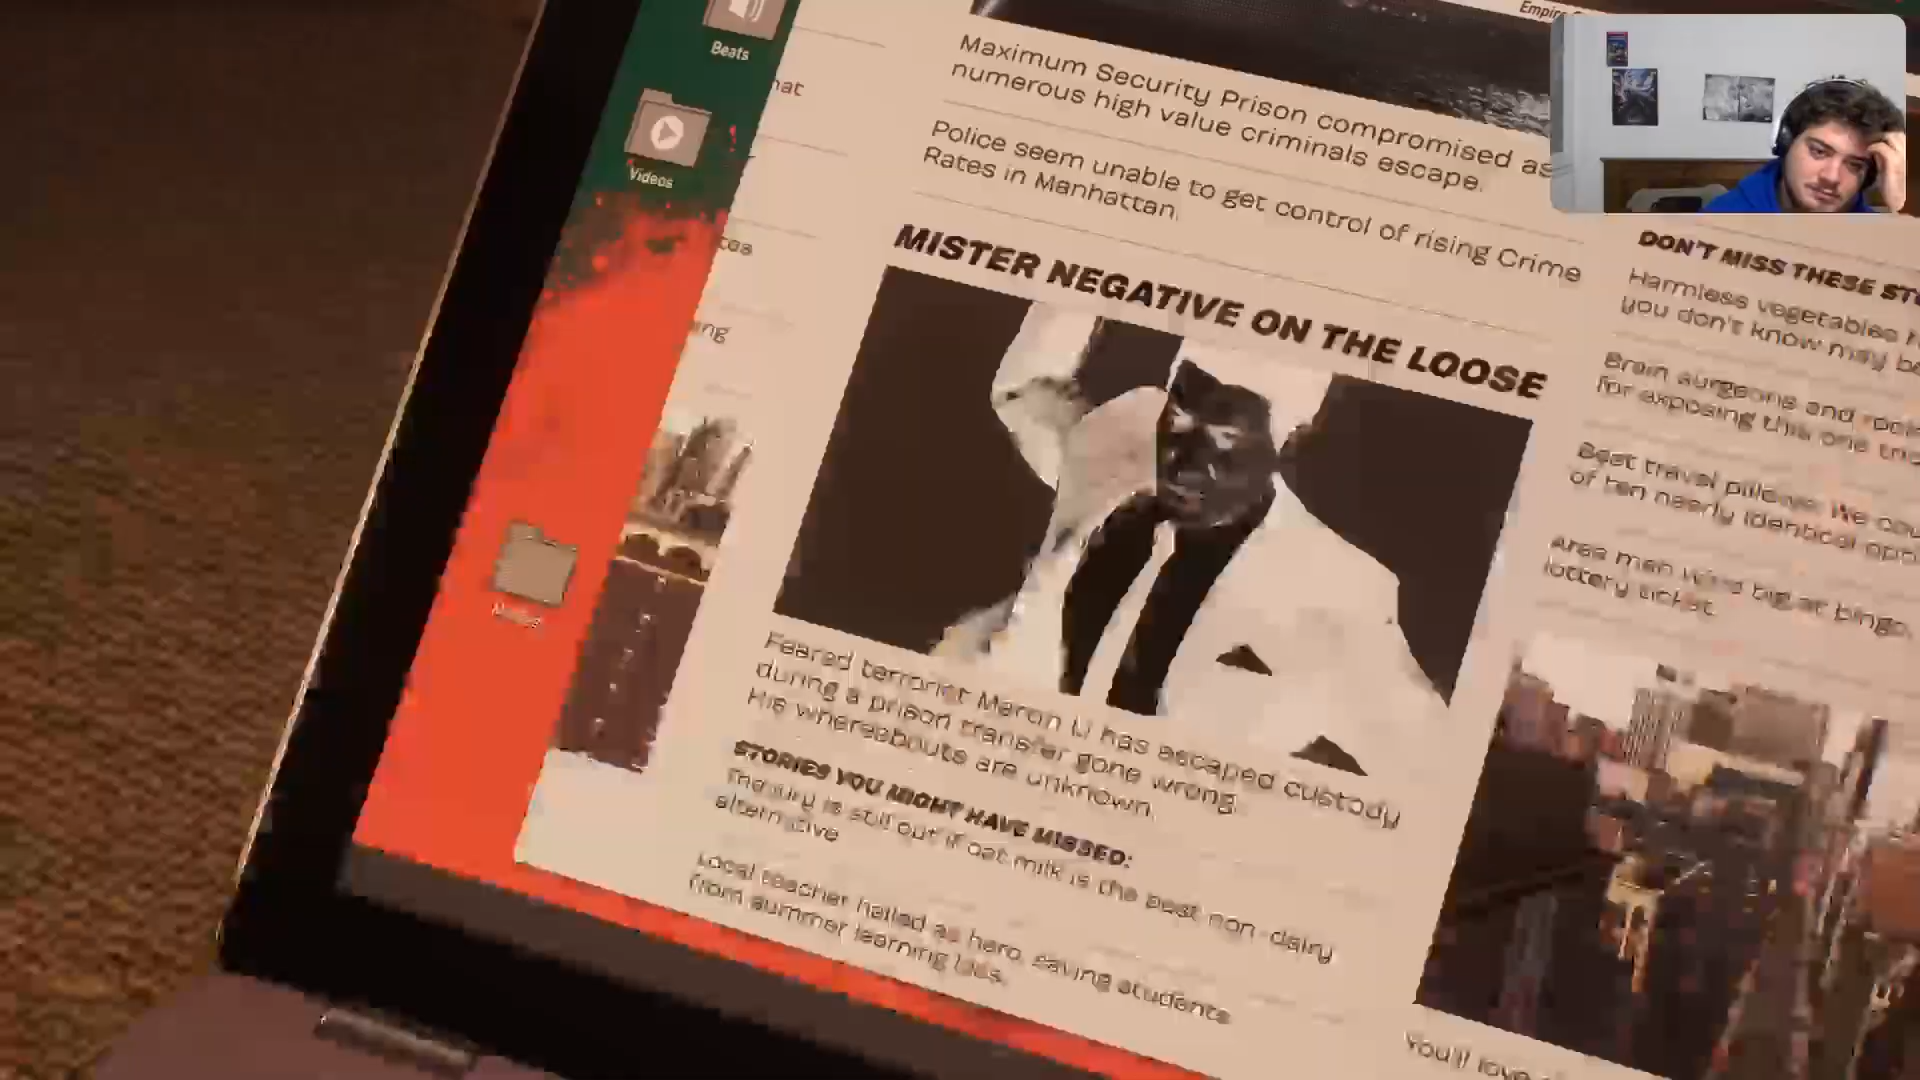 Beats
Videos
Maximum Security Prison compromised as
numerous high value criminals escape.
Police seem unable to get control of rising Crime
Rates in Manhattan.
MISTER NEGATIVE ON THE LOOSE
Feared terrorist Martin Li has escaped custody
during a prison transfer gone wrong.
His whereabouts are unknown.
STORIES YOU MIGHT HAVE MISSED:
The jury is still out if oat milk is the best non-dairy
alternative
Local teacher hailed as hero, saving students
from summer learning loss.
DON'T MISS THESE
Harmless vegetables
you don't know may be
Brain surgeons and
for exposing this one
Best travel pillows: We
of ten nearly identical
Area man wins big at bingo,
lottery ticket.
You'll love